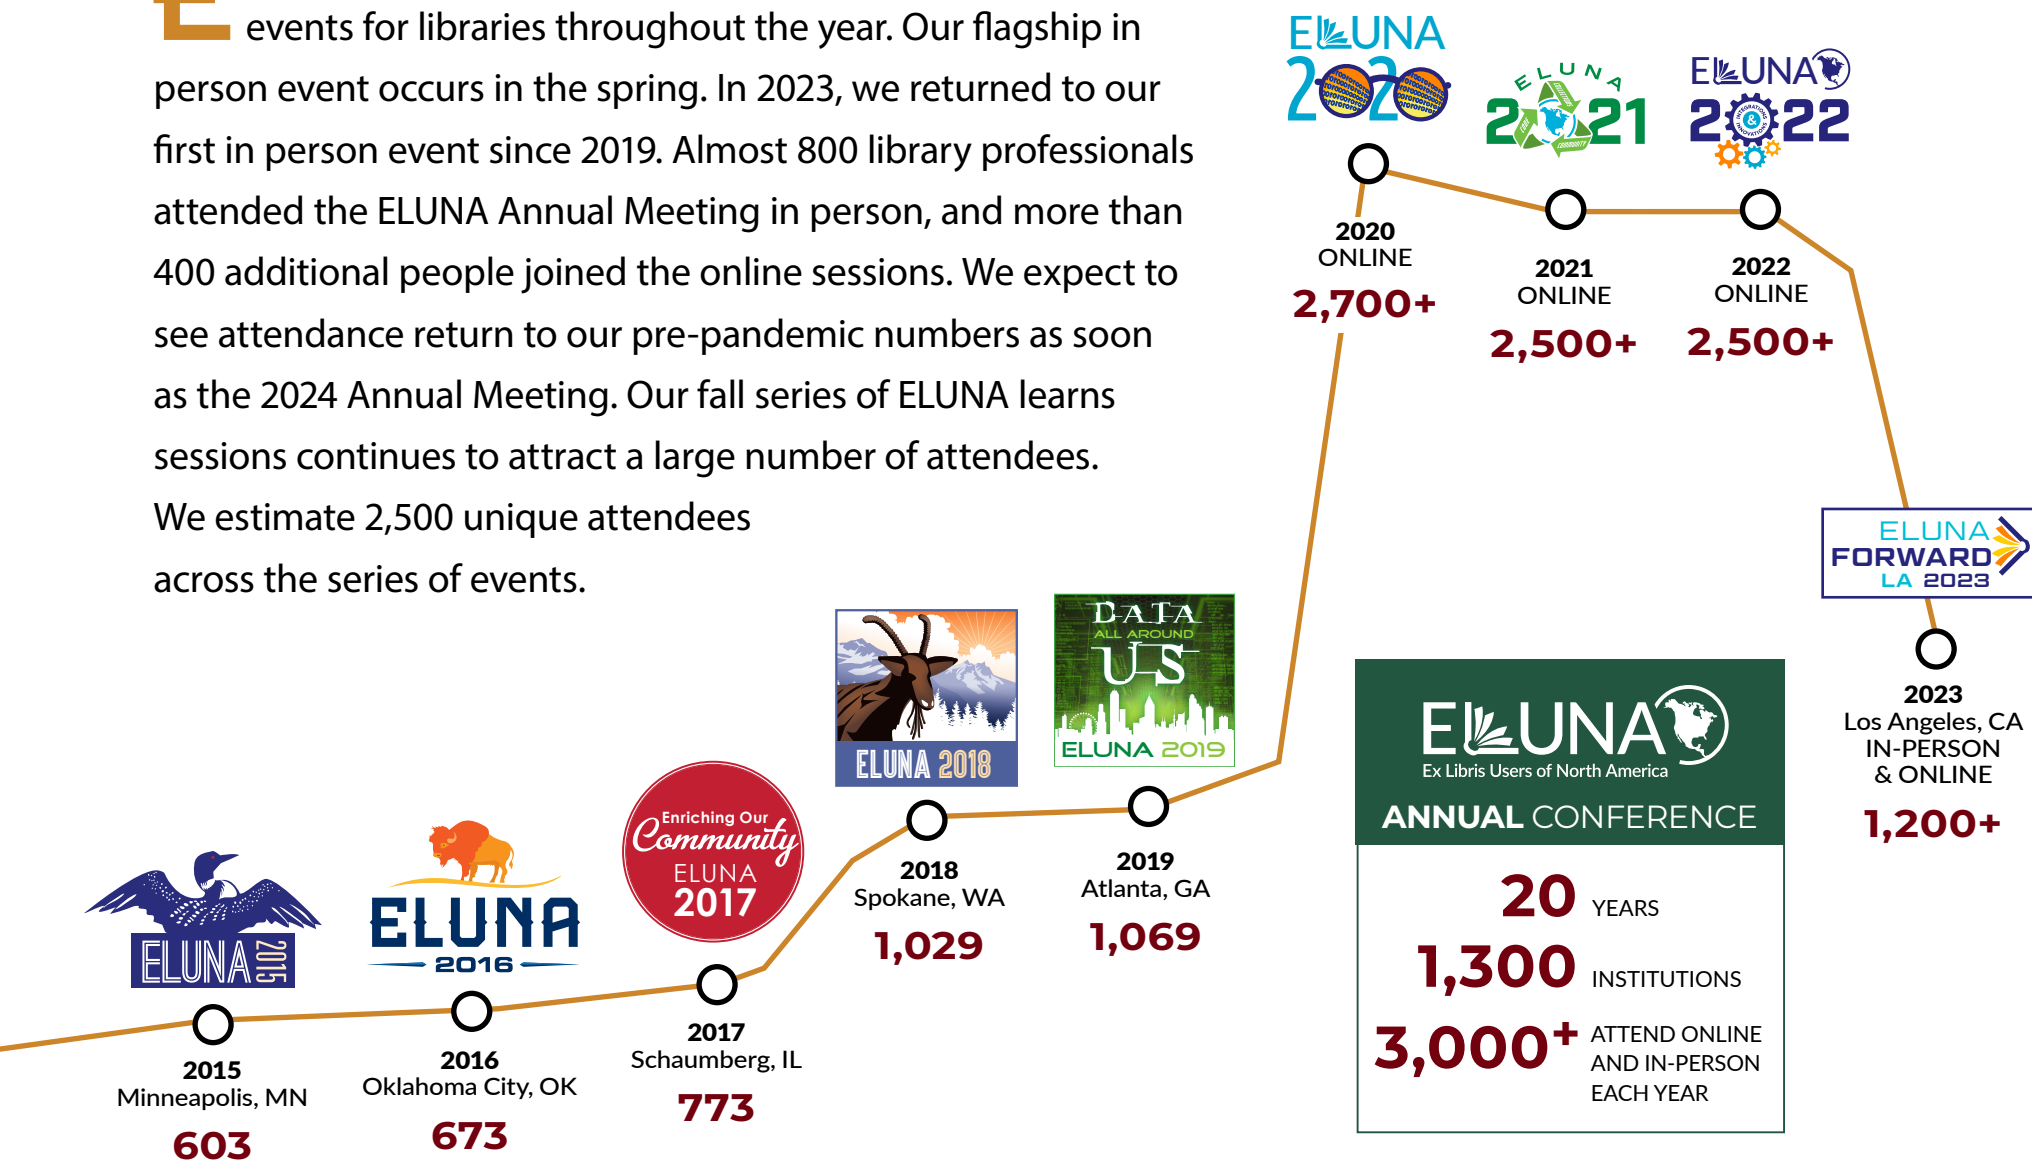 E
events for libraries throughout the year. Our flagship in
person event occurs in the spring. In 2023, we returned to our
first in person event since 2019. Almost 800 library professionals
attended the ELUNA Annual Meeting in person, and more than
400 additional people joined the online sessions. We expect to
see attendance return to our pre-pandemic numbers as soon
as the 2024 Annual Meeting. Our fall series of ELUNA learns
sessions continues to attract a large number of attendees.
We estimate 2,500 unique attendees
across the series of events.
ELUNA
2015
2015
Minneapolis, MN
603
ELUNA
2016
2016
Oklahoma City, OK
673
Enriching Our
Community
ELUNA
2017
2017
Schaumberg, IL
773
ELUNA 2018
2018
Spokane, WA
1,029
DATA
ALL AROUND
US
ELUNA 2019
2019
Atlanta, GA
1,069
ELUNA
2020
2020
ONLINE
2,700+
ELUNA
2021
COMMUNITY
2021
ONLINE
2,500+
ELUNA
2022
INTEGRATIONS
&
INNOVATIONS
2022
ONLINE
2,500+
ELUNA
FORWARD
LA 2023
2023
Los Angeles, CA
IN-PERSON
& ONLINE
1,200+
ELUNA
Ex Libris Users of North America
ANNUAL CONFERENCE
20 YEARS
1,300 INSTITUTIONS
3,000+ ATTEND ONLINE
AND IN-PERSON
EACH YEAR